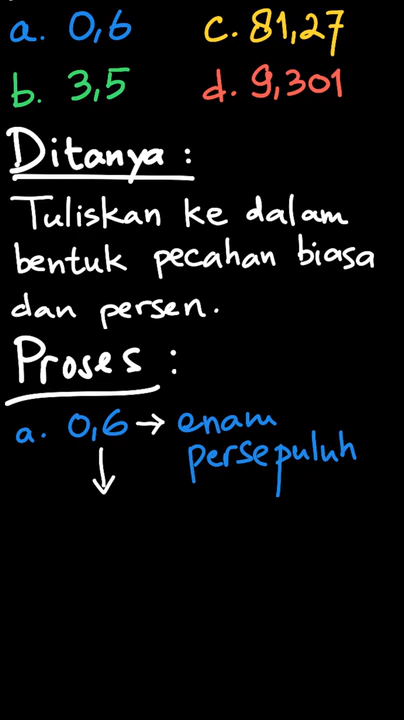 a. 0,6 c. 81,27
b. 3,5 d. 9,301
Ditanya :
Tuliskan ke dalam
bentuk pecahan biasa
dan persen.
Proses :
a. 0,6 → enam
persepuluh
↓